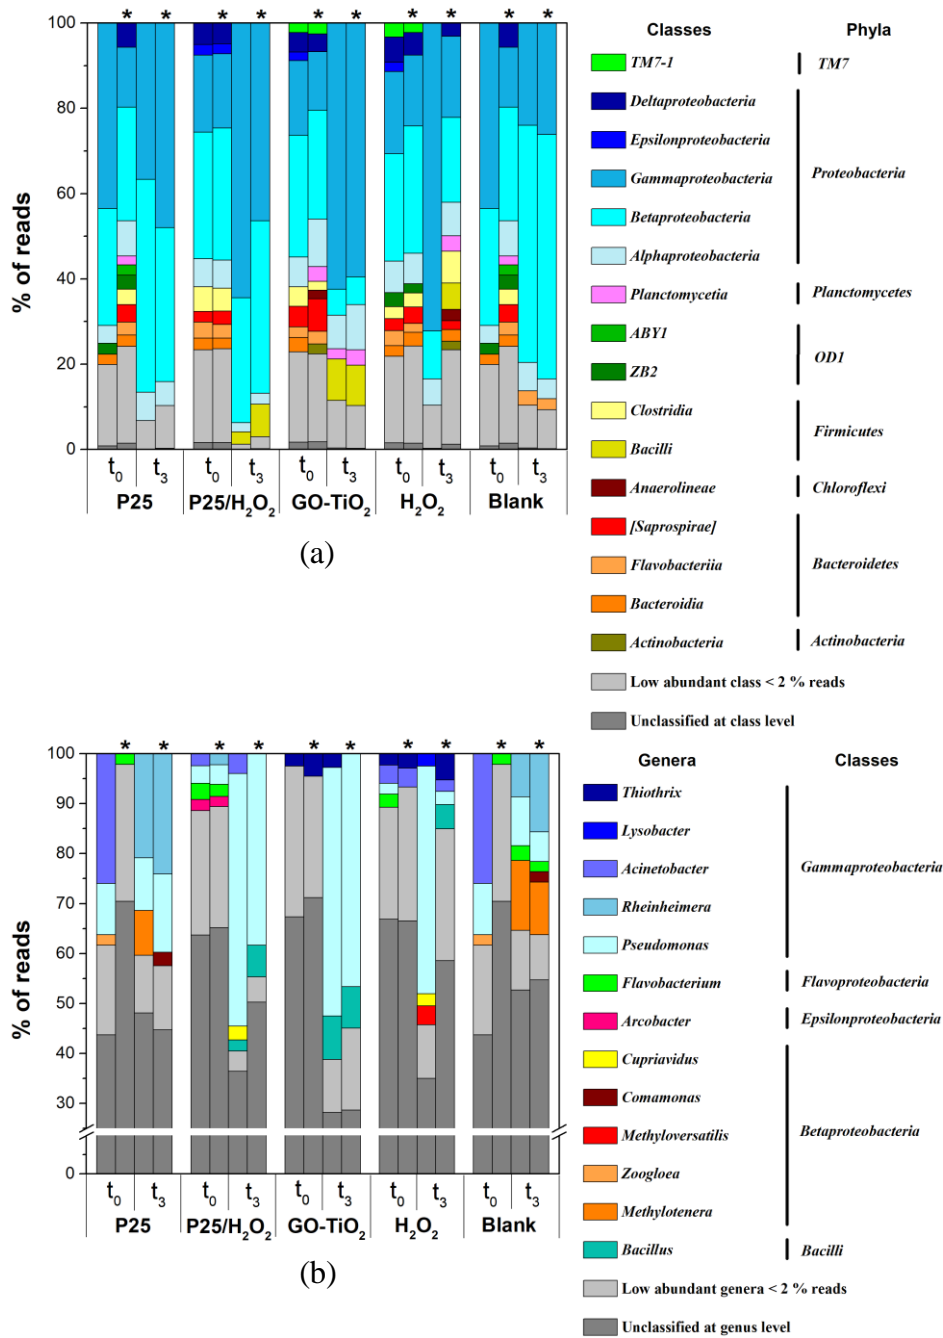 * * * * * * * * * *
100
80
60
40
20
0
% of reads
t0 t3 t0 t3 t0 t3 t0 t3 t0 t3
P25 P25/H2O2 GO-TiO2 H2O2 Blank
(a)
Classes Phyla
TM7-1 TM7
Deltaproteobacteria
Epsilonproteobacteria
Gammaproteobacteria Proteobacteria
Betaproteobacteria
Alphaproteobacteria
Planctomycetia Planctomycetes
ABY1
OD1
ZB2
Clostridia
Firmicutes
Bacilli
Anaerolineae Chloroflexi
[Saprospirae]
Flavobacteriia Bacteroidetes
Bacteroidia
Actinobacteria Actinobacteria
Low abundant class < 2 % reads
Unclassified at class level
* * * * * * * * * *
100
90
80
70
60
50
40
30
0
% of reads
t0 t3 t0 t3 t0 t3 t0 t3 t0 t3
P25 P25/H2O2 GO-TiO2 H2O2 Blank
(b)
Genera Classes
Thiothrix
Lysobacter
Acinetobacter Gammaproteobacteria
Rheinheimera
Pseudomonas
Flavobacterium Flavoproteobacteria
Arcobacter Epsilonproteobacteria
Cupriavidus
Comamonas
Methyloversatilis Betaproteobacteria
Zoogloea
Methylotenera
Bacillus Bacilli
Low abundant genera < 2 % reads
Unclassified at genus level